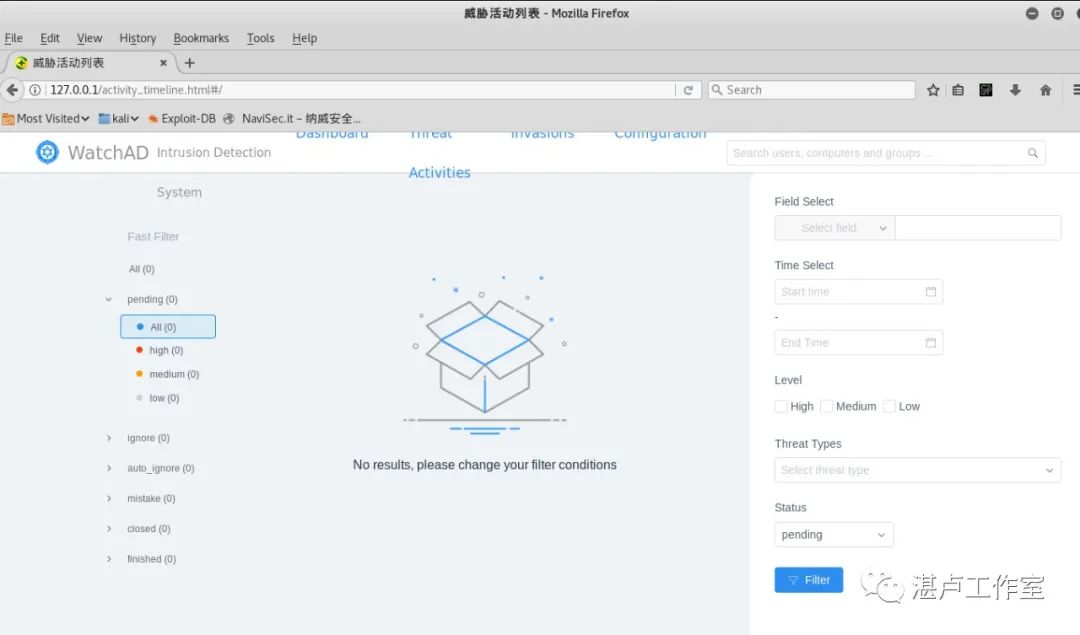 威胁活动列表 - Mozilla Firefox
File Edit View History Bookmarks Tools Help
威胁活动列表 × +
127.0.0.1/activity_timeline.html#/ Search
Most Visited kali Exploit-DB NaviSec.it – 纳威安全...
Dashboard Threat Activities Invasions Configuration
WatchAD Intrusion Detection System
Search users, computers and groups ...
Fast Filter
All (0)
pending (0)
All (0)
high (0)
medium (0)
low (0)
ignore (0)
auto_ignore (0)
mistake (0)
closed (0)
finished (0)
No results, please change your filter conditions
Field Select
Select field
Time Select
Start time
-
End Time
Level
High Medium Low
Threat Types
Select threat type
Status
pending
Filter
湛卢工作室